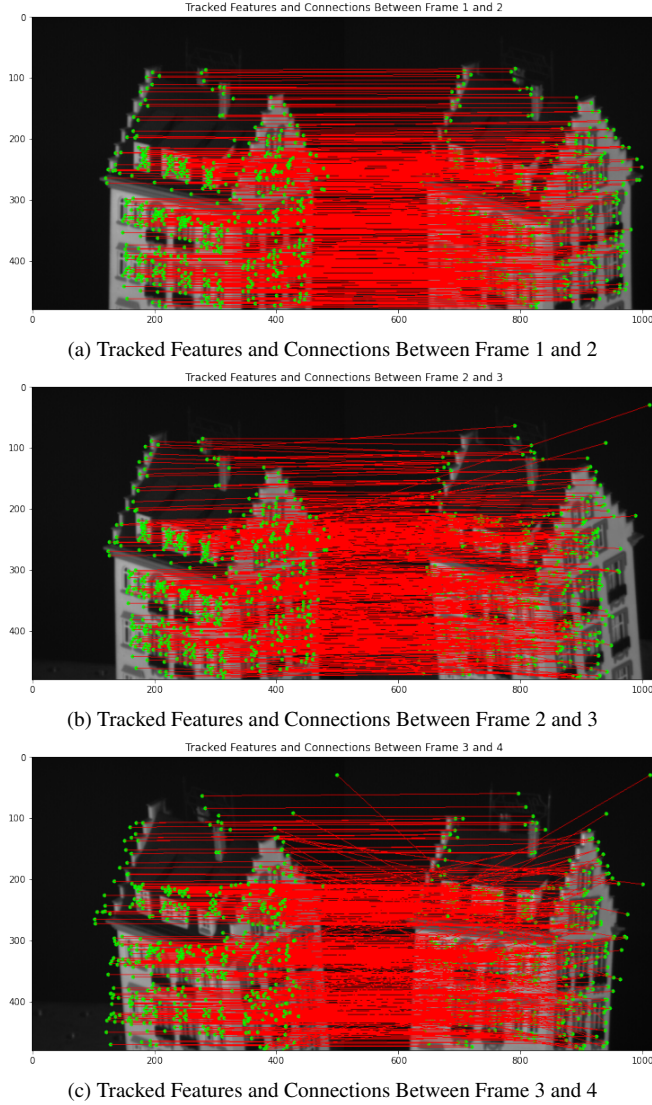 Tracked Features and Connections Between Frame 1 and 2
0
100
200
300
400
0 200 400 600 800 1000
(a) Tracked Features and Connections Between Frame 1 and 2
Tracked Features and Connections Between Frame 2 and 3
0
100
200
300
400
0 200 400 600 800 1000
(b) Tracked Features and Connections Between Frame 2 and 3
Tracked Features and Connections Between Frame 3 and 4
0
100
200
300
400
0 200 400 600 800 1000
(c) Tracked Features and Connections Between Frame 3 and 4